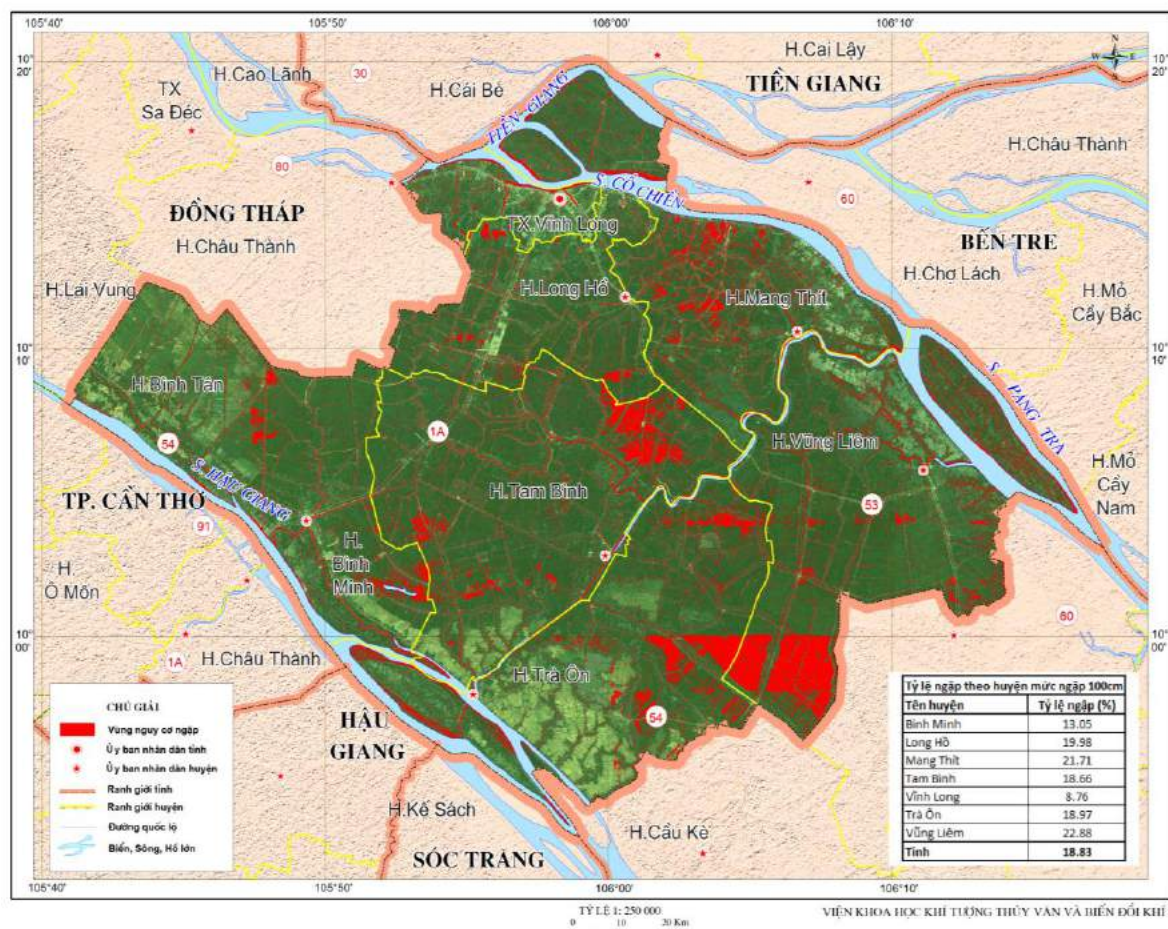 105°40'
105°50'
106°00'
106°10'
10°
20'
10°
20'
H.Cai Lậy
TIỀN GIANG
H.Cao Lãnh
30
H.Cái Bè
TX
Sa Đéc
TIỀN GIANG
N
W
E
80
H.Châu Thành
S. CỔ CHIÊN
60
ĐỒNG THÁP
H.Châu Thành
TX.Vĩnh Long
BẾN TRE
H.Chợ Lách
H.Lai Vung
H.Long Hồ
H.Mang Thít
H.Mỏ
Cầy Bắc
10°
10'
10°
10'
H.Bình Tân
S. PANG TRA
1A
54
H.Vũng Liêm
S. HẬU GIANG
H.Tam Bình
H.Mỏ
Cầy
Nam
TP. CẦN THƠ
91
53
H.
Ô Môn
H.
Bình
Minh
60
10°
00'
10°
00'
1A
H.Châu Thành
H.Trà Ôn
54
HẬU
GIANG
H.Kế Sách
H.Cầu Kè
SÓC TRĂNG
CHÚ GIẢI
Vùng nguy cơ ngập
Ủy ban nhân dân tỉnh
Ủy ban nhân dân huyện
Ranh giới tỉnh
Ranh giới huyện
Đường quốc lộ
Biển, Sông, Hồ lớn
Tỷ lệ ngập theo huyện mức ngập 100cm
Tên huyện Tỷ lệ ngập (%)
Bình Minh 13.05
Long Hồ 19.98
Mang Thít 21.71
Tam Bình 18.66
Vĩnh Long 8.76
Trà Ôn 18.97
Vũng Liêm 22.88
Tỉnh 18.83
105°40'
105°50'
106°00'
106°10'
TỶ LỆ 1: 250 000
0 10 20 Km
VIỆN KHOA HỌC KHÍ TƯỢNG THỦY VĂN VÀ BIẾN ĐỔI KHÍ